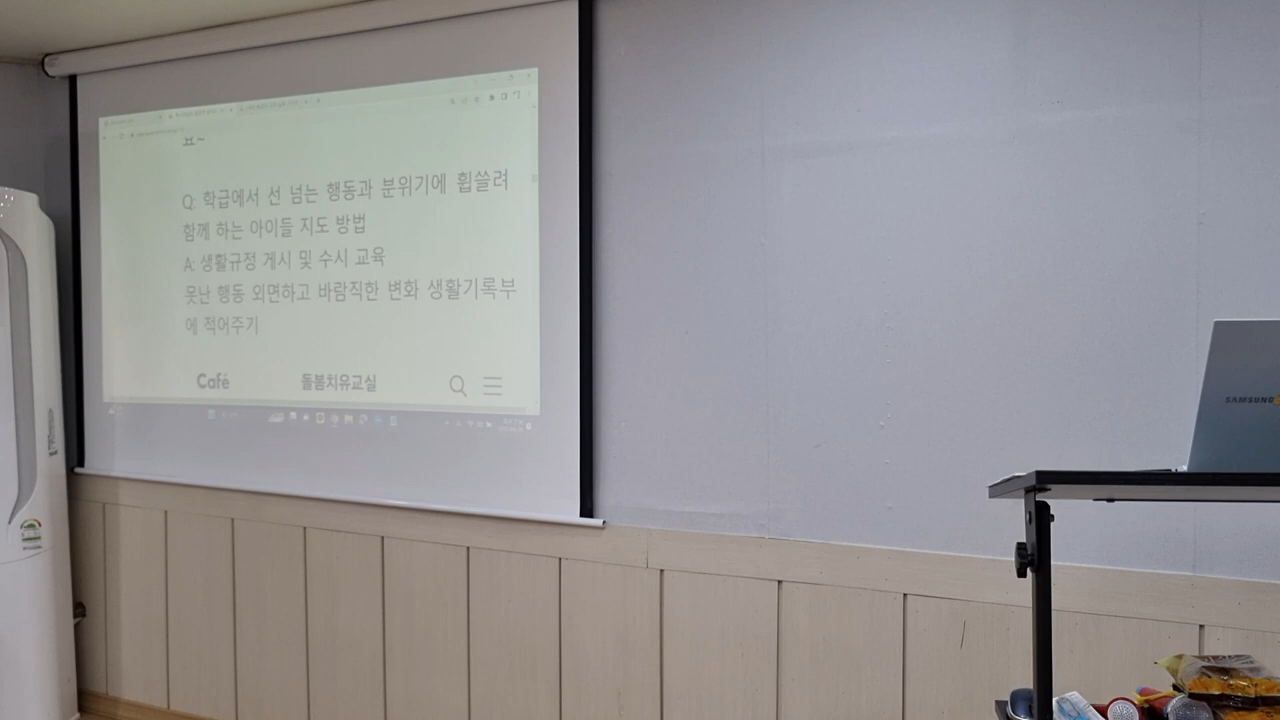 요~
Q: 학급에서 선 넘는 행동과 분위기에 휩쓸려
함께 하는 아이들 지도 방법
A: 생활규정 게시 및 수시 교육
못난 행동 외면하고 바람직한 변화 생활기록부
에 적어주기
Café 돌봄치유교실
SAMSUNG